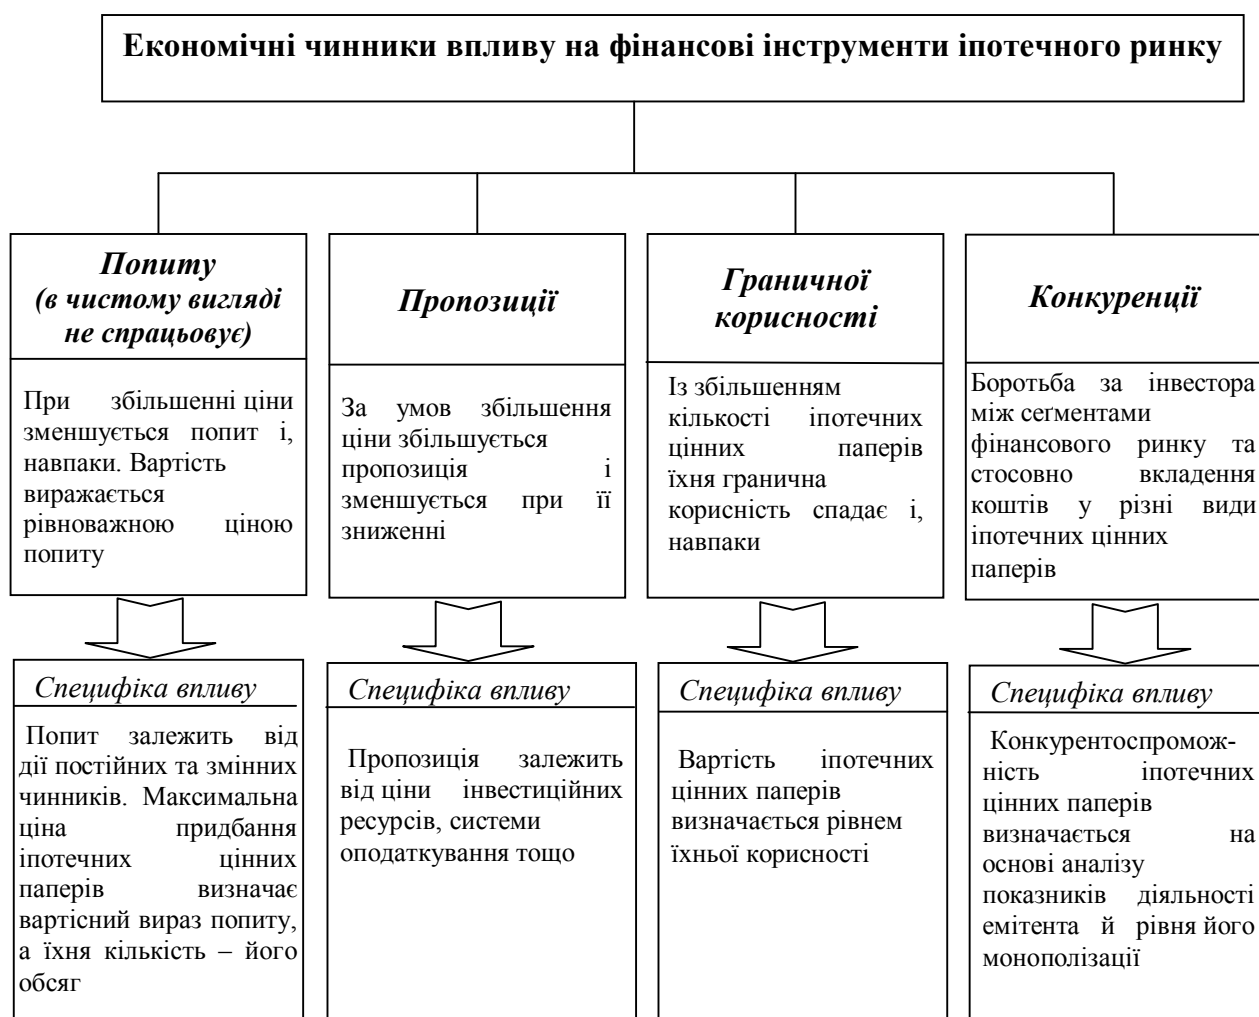 Економічні чинники впливу на фінансові інструменти іпотечного ринку
Попиту
(в чистому вигляді
не спрацьовує)
При збільшенні ціни
зменшується попит і,
навпаки. Вартість
виражається
рівноважною ціною
попиту
Специфіка впливу
Попит залежить від
дії постійних та змінних
чинників. Максимальна
ціна придбання
іпотечних цінних
паперів визначає
вартісний вираз попиту,
а їхня кількість – його
обсяг
Пропозиції
За умов збільшення
ціни збільшується
пропозиція і
зменшується при її
зниженні
Специфіка впливу
Пропозиція залежить
від ціни інвестиційних
ресурсів, системи
оподаткування тощо
Граничної
корисності
Із збільшенням
кількості іпотечних
цінних паперів
їхня гранична
корисність спадає і,
навпаки
Специфіка впливу
Вартість іпотечних
цінних паперів
визначається рівнем
їхньої корисності
Конкуренції
Боротьба за інвестора
між сеґментами
фінансового ринку та
стосовно вкладення
коштів у різні види
іпотечних цінних
паперів
Специфіка впливу
Конкурентоспромож-
ність іпотечних
цінних паперів
визначається на
основі аналізу
показників діяльності
емітента й рівня його
монополізації